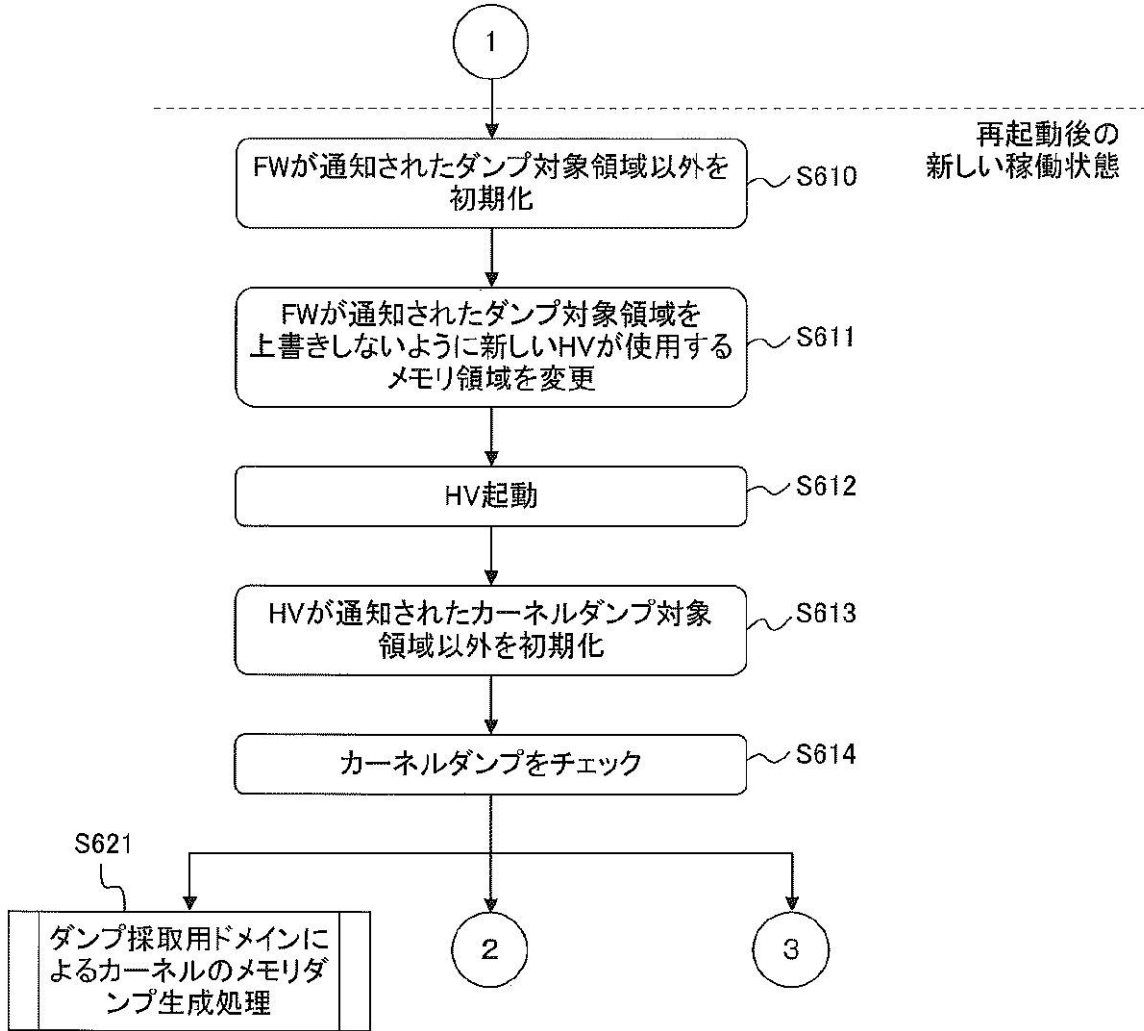 1
再起動後の
新しい稼働状態
FWが通知されたダンプ対象領域以外を
初期化
S610
FWが通知されたダンプ対象領域を
上書きしないように新しいHVが使用する
メモリ領域を変更
S611
HV起動
S612
HVが通知されたカーネルダンプ対象
領域以外を初期化
S613
カーネルダンプをチェック
S614
S621
ダンプ採取用ドメインに
よるカーネルのメモリダ
ンプ生成処理
2
3